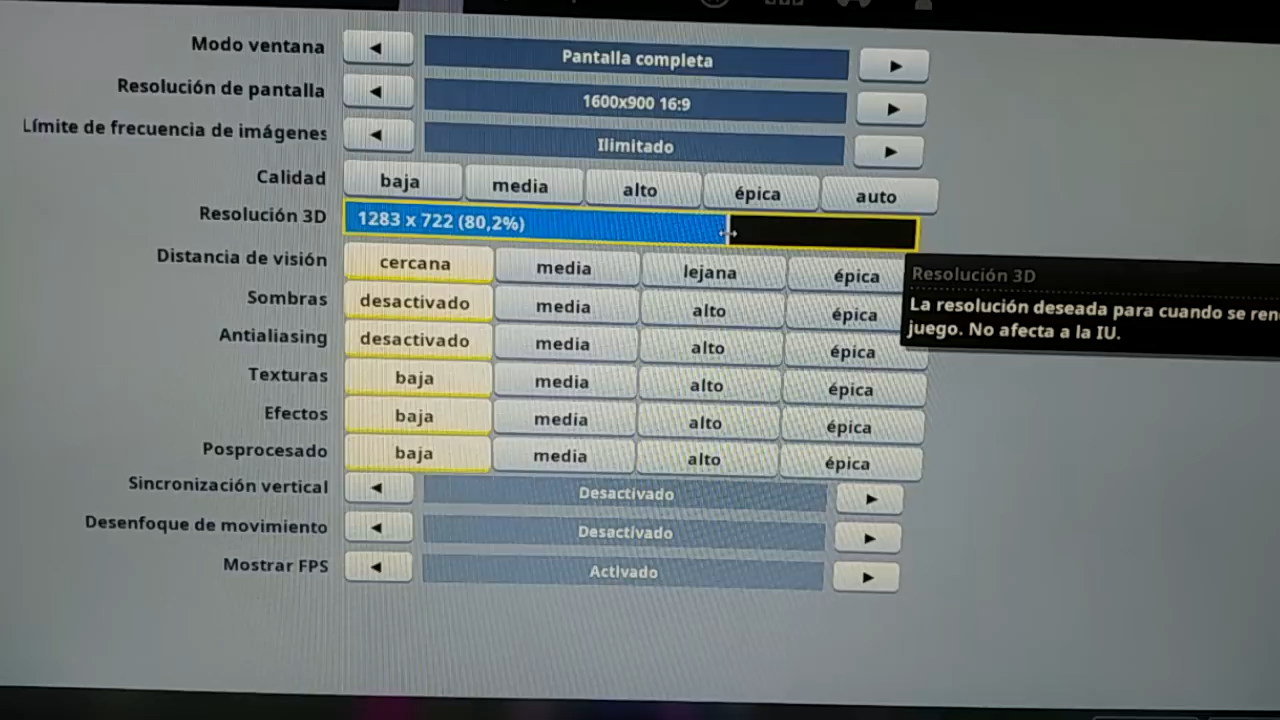 Modo ventana ◄ Pantalla completa ►
Resolución de pantalla ◄ 1600x900 16:9 ►
Límite de frecuencia de imágenes ◄ Ilimitado ►
Calidad baja media alto épica auto
Resolución 3D 1283 x 722 (80,2%)
Distancia de visión cercana media lejana épica
Sombras desactivado media alto épica
Antialiasing desactivado media alto épica
Texturas baja media alto épica
Efectos baja media alto épica
Posprocesado baja media alto épica
Sincronización vertical ◄ Desactivado ►
Desenfoque de movimiento ◄ Desactivado ►
Mostrar FPS ◄ Activado ►
Resolución 3D
La resolución deseada para cuando se
juego. No afecta a la IU.